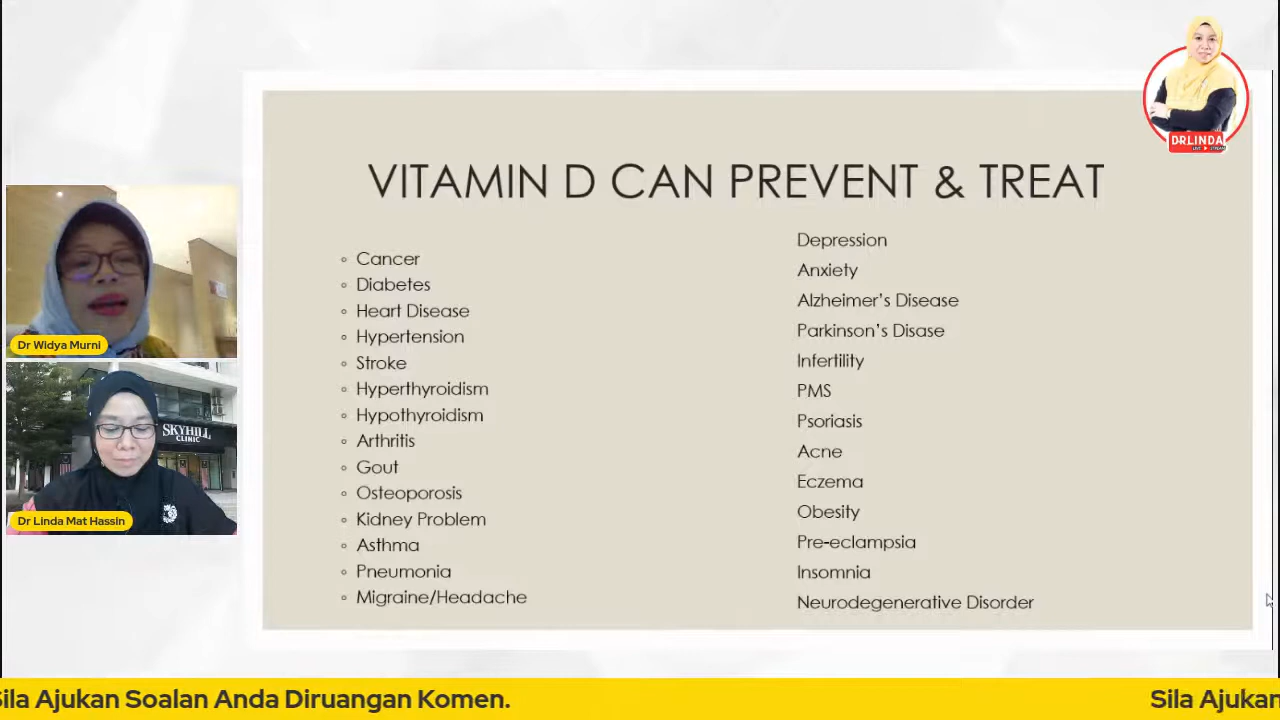 DRLINDA
LIVE STREAM
VITAMIN D CAN PREVENT & TREAT
Cancer
Diabetes
Heart Disease
Hypertension
Stroke
Hyperthyroidism
Hypothyroidism
Arthritis
Gout
Osteoporosis
Kidney Problem
Asthma
Pneumonia
Migraine/Headache
Depression
Anxiety
Alzheimer’s Disease
Parkinson’s Disase
Infertility
PMS
Psoriasis
Acne
Eczema
Obesity
Pre-eclampsia
Insomnia
Neurodegenerative Disorder
Dr Widya Murni
SKYHILL
CLINIC
Dr Linda Mat Hassin
Sila Ajukan Soalan Anda Diruangan Komen. Sila Ajukan